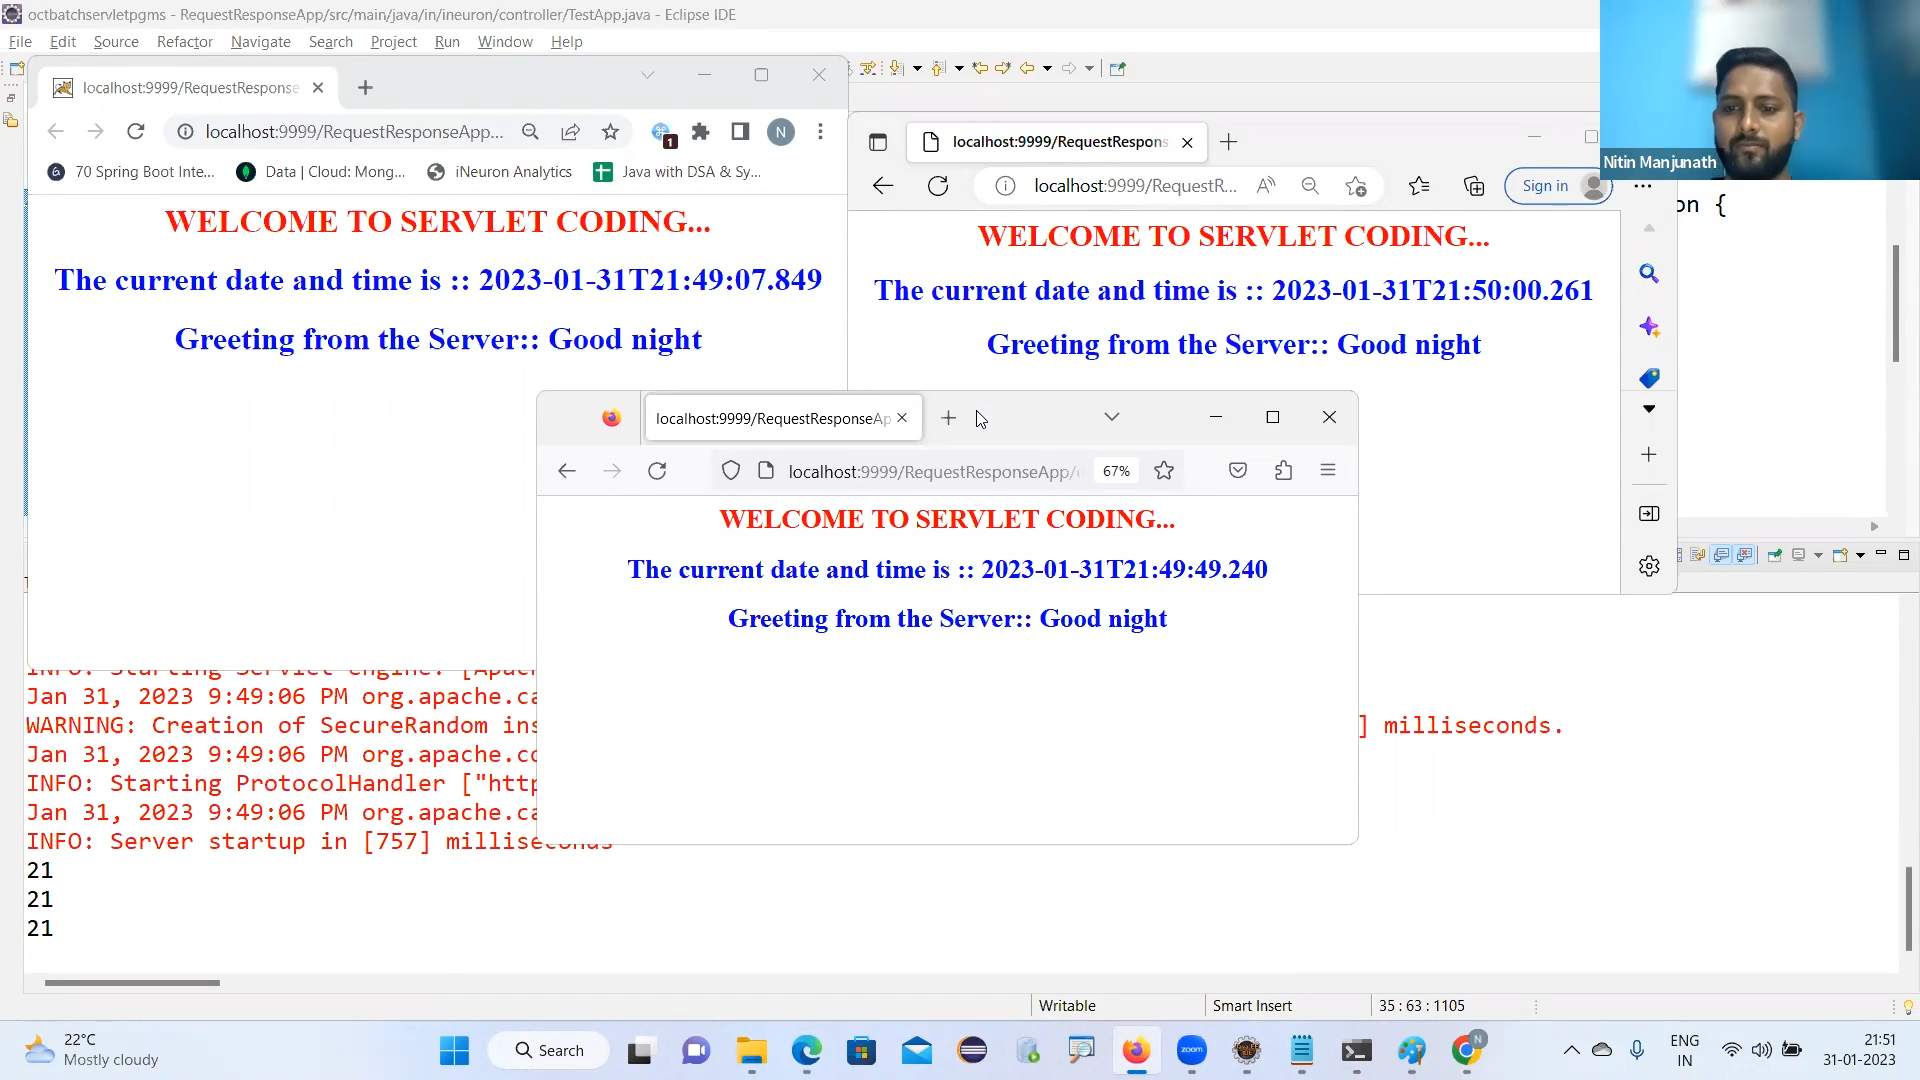 octbatchservletpgms - RequestResponseApp/src/main/java/in/ineuron/controller/TestApp.java - Eclipse IDE
File Edit Source Refactor Navigate Search Project Run Window Help
localhost:9999/RequestResponse
localhost:9999/RequestResponseApp...
1
N
70 Spring Boot Inte...
Data | Cloud: Mong...
iNeuron Analytics
Java with DSA & Sy...
WELCOME TO SERVLET CODING...
The current date and time is :: 2023-01-31T21:49:07.849
Greeting from the Server:: Good night
localhost:9999/RequestRespons
localhost:9999/RequestR...
Sign in
WELCOME TO SERVLET CODING...
The current date and time is :: 2023-01-31T21:50:00.261
Greeting from the Server:: Good night
Nitin Manjunath
on {
localhost:9999/RequestResponseAp
localhost:9999/RequestResponseApp/
67%
WELCOME TO SERVLET CODING...
The current date and time is :: 2023-01-31T21:49:49.240
Greeting from the Server:: Good night
INFO: Starting Servlet engine: [Apac
Jan 31, 2023 9:49:06 PM org.apache.ca
WARNING: Creation of SecureRandom ins
] milliseconds.
Jan 31, 2023 9:49:06 PM org.apache.co
INFO: Starting ProtocolHandler ["http
Jan 31, 2023 9:49:06 PM org.apache.ca
INFO: Server startup in [757] milliseconds
21
21
21
Writable
Smart Insert
35 : 63 : 1105
22°C
Mostly cloudy
Search
zoom
N
ENG
IN
21:51
31-01-2023